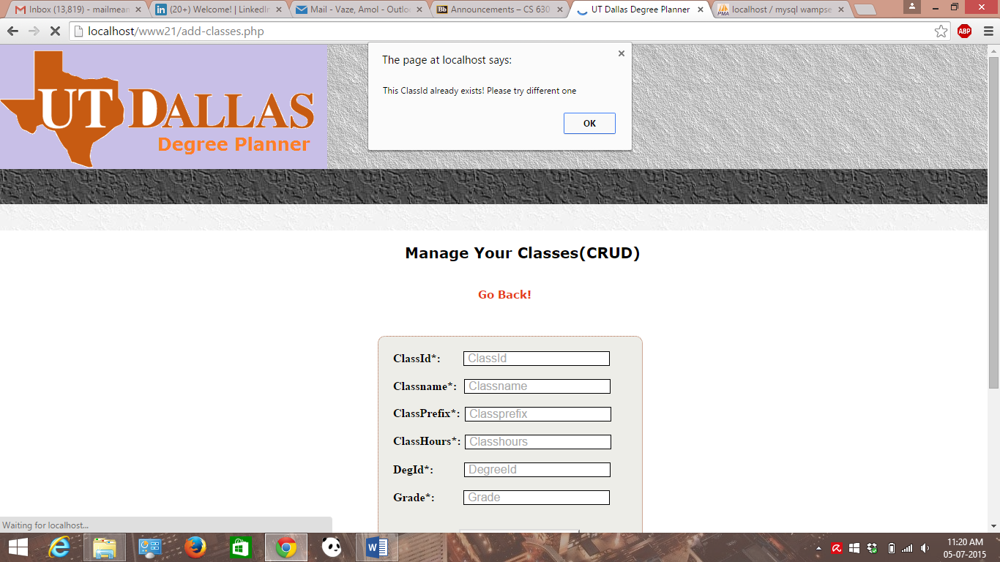 Inbox (13,819) - mailmean
(20+) Welcome! | LinkedIn
Mail - Vaze, Amol - Outlo
Bb Announcements – CS 630
UT Dallas Degree Planner
PMA localhost / mysql wampse
localhost/www21/add-classes.php
ABP
The page at localhost says:
This ClassId already exists! Please try different one
OK
UT DALLAS
Degree Planner
Manage Your Classes(CRUD)
Go Back!
ClassId*: ClassId
Classname*: Classname
ClassPrefix*: Classprefix
ClassHours*: Classhours
DegId*: DegreeId
Grade*: Grade
Waiting for localhost...
11:20 AM
05-07-2015